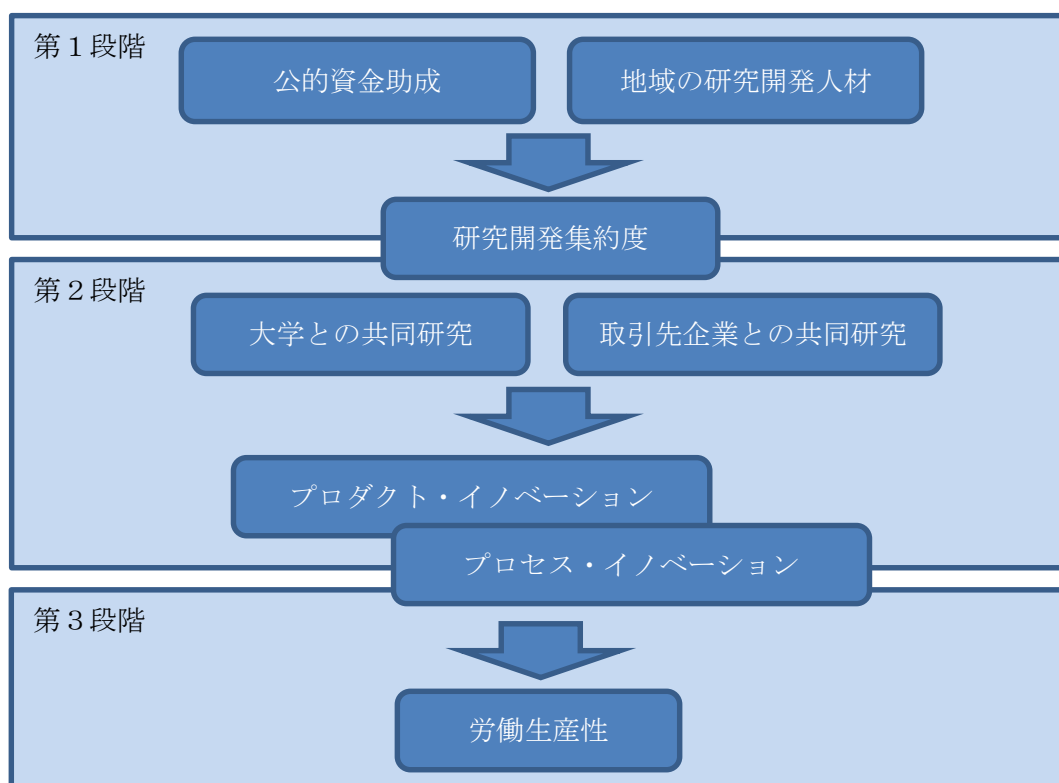 第１段階
公的資金助成
地域の研究開発人材
研究開発集約度
第２段階
大学との共同研究
取引先企業との共同研究
プロダクト・イノベーション
プロセス・イノベーション
第３段階
労働生産性